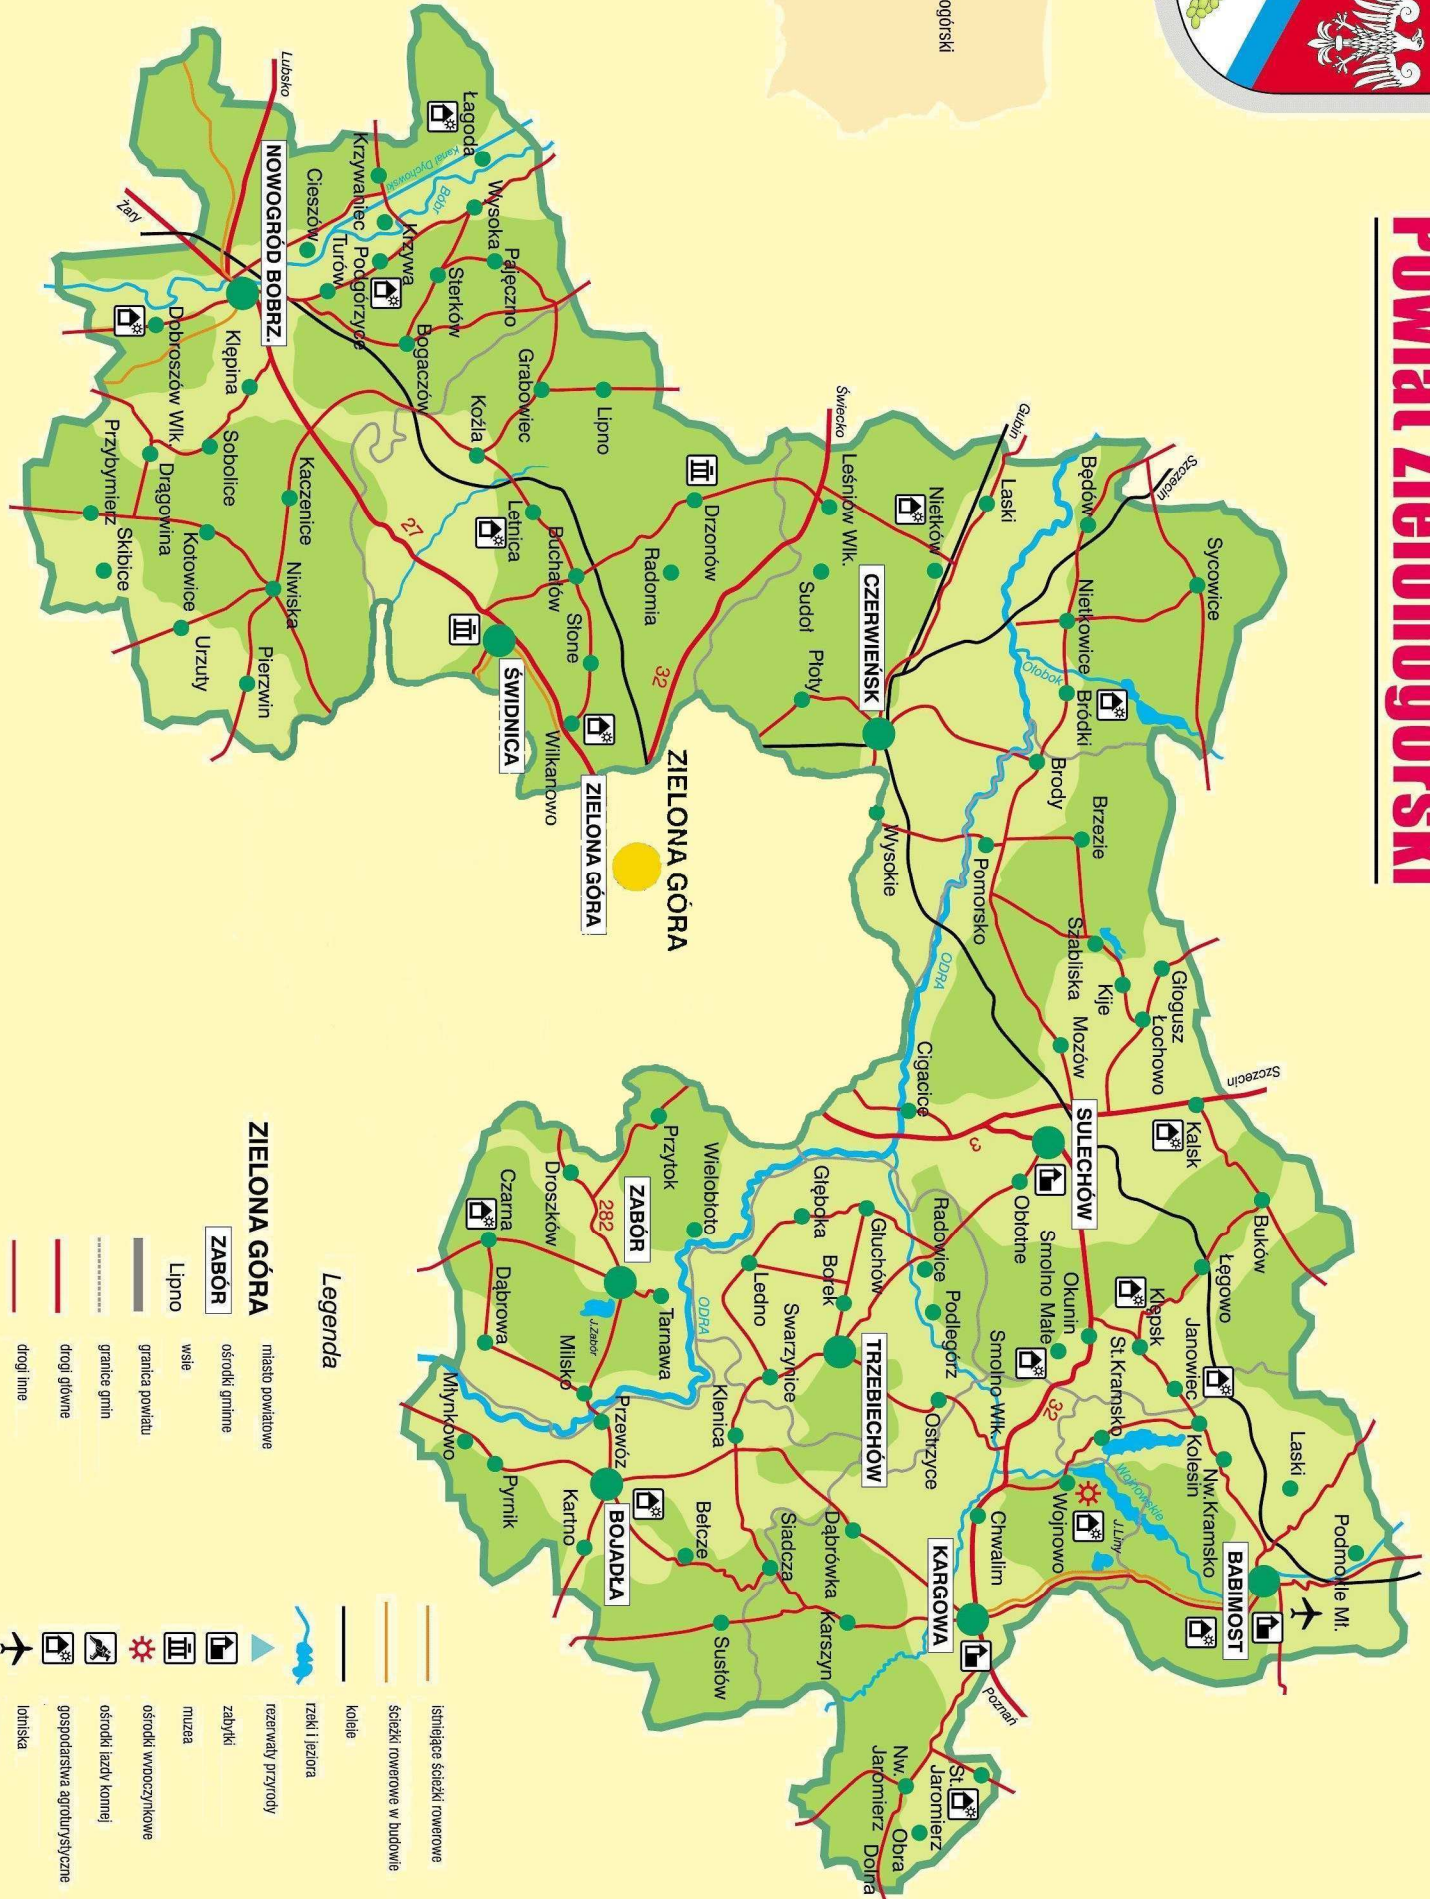 Powiat Zielonogórski
ogórski
Sycowice
Szczecin
Będów
Nietkowice
Ołobok
Bródki
Brody
Brzezie
Pomorsko
Szabliska
Kije
Głogusz
Łochowo
Mozów
Szczecin
Kalsk
Buków
Łęgowo
SULECHÓW
3
Cigacice
ODRA
Obłotne
Smolno Małe
Okunin
Klępsk
Janowiec
St.Kramsko
Kolesin
Nw.Kramsko
Laski
Podmokle Mł.
BABIMOST
Wojnowskie
J.Liny
Wojnowo
32
Smolno Wlk.
Chwalim
KARGOWA
Poznań
St.
Jaromierz
Nw.
Jaromierz
Obra
Dolna
Gubin
Laski
Nietków
Świecko
Leśniów Wlk.
Sudoł
CZERWIEŃSK
Płoty
Wysokie
Radowice
Podlegórz
Głuchów
Głęboka
Borek
TRZEBIECHÓW
Ostrzyce
Ledno
Swarzynice
Klenica
Dąbrówka
Siadcza
Karszyn
Susłów
Bełcze
BOJADŁA
Kartno
Pyrnik
Młynkowo
Przewóz
Milsko
J.Zabór
Tarnawa
ODRA
Wielobłoto
Przytok
ZABÓR
282
Droszków
Czarna
Dąbrowa
Lipno
Drzonów
Radomia
32
ZIELONA GÓRA
ZIELONA GÓRA
Łagoda
Kanał Dychowski
Bóbr
Wysoka
Pajęczno
Sterków
Bogaczów
Grabowiec
Koźla
Letnica
Buchałów
Słone
Wilkanowo
ŚWIDNICA
27
Krzywaniec
Krzywa
Podgórzyce
Turów
Cieszów
Lubsko
NOWOGRÓD BOBRZ.
Żary
Dobroszów Wlk.
Klępina
Sobolice
Kaczenice
Niwiska
Pierzwin
Urzuty
Kotowice
Drągowina
Przybymierz
Skibice
Legenda
ZIELONA GÓRA
miasto powiatowe
ZABÓR
ośrodki gminne
Lipno
wsie
granica powiatu
granice gmin
drogi główne
drogi inne
istniejące ścieżki rowerowe
ścieżki rowerowe w budowie
koleje
rzeki i jeziora
rezerwaty przyrody
zabytki
muzea
ośrodki wypoczynkowe
ośrodki jazdy konnej
gospodarstwa agroturystyczne
lotniska